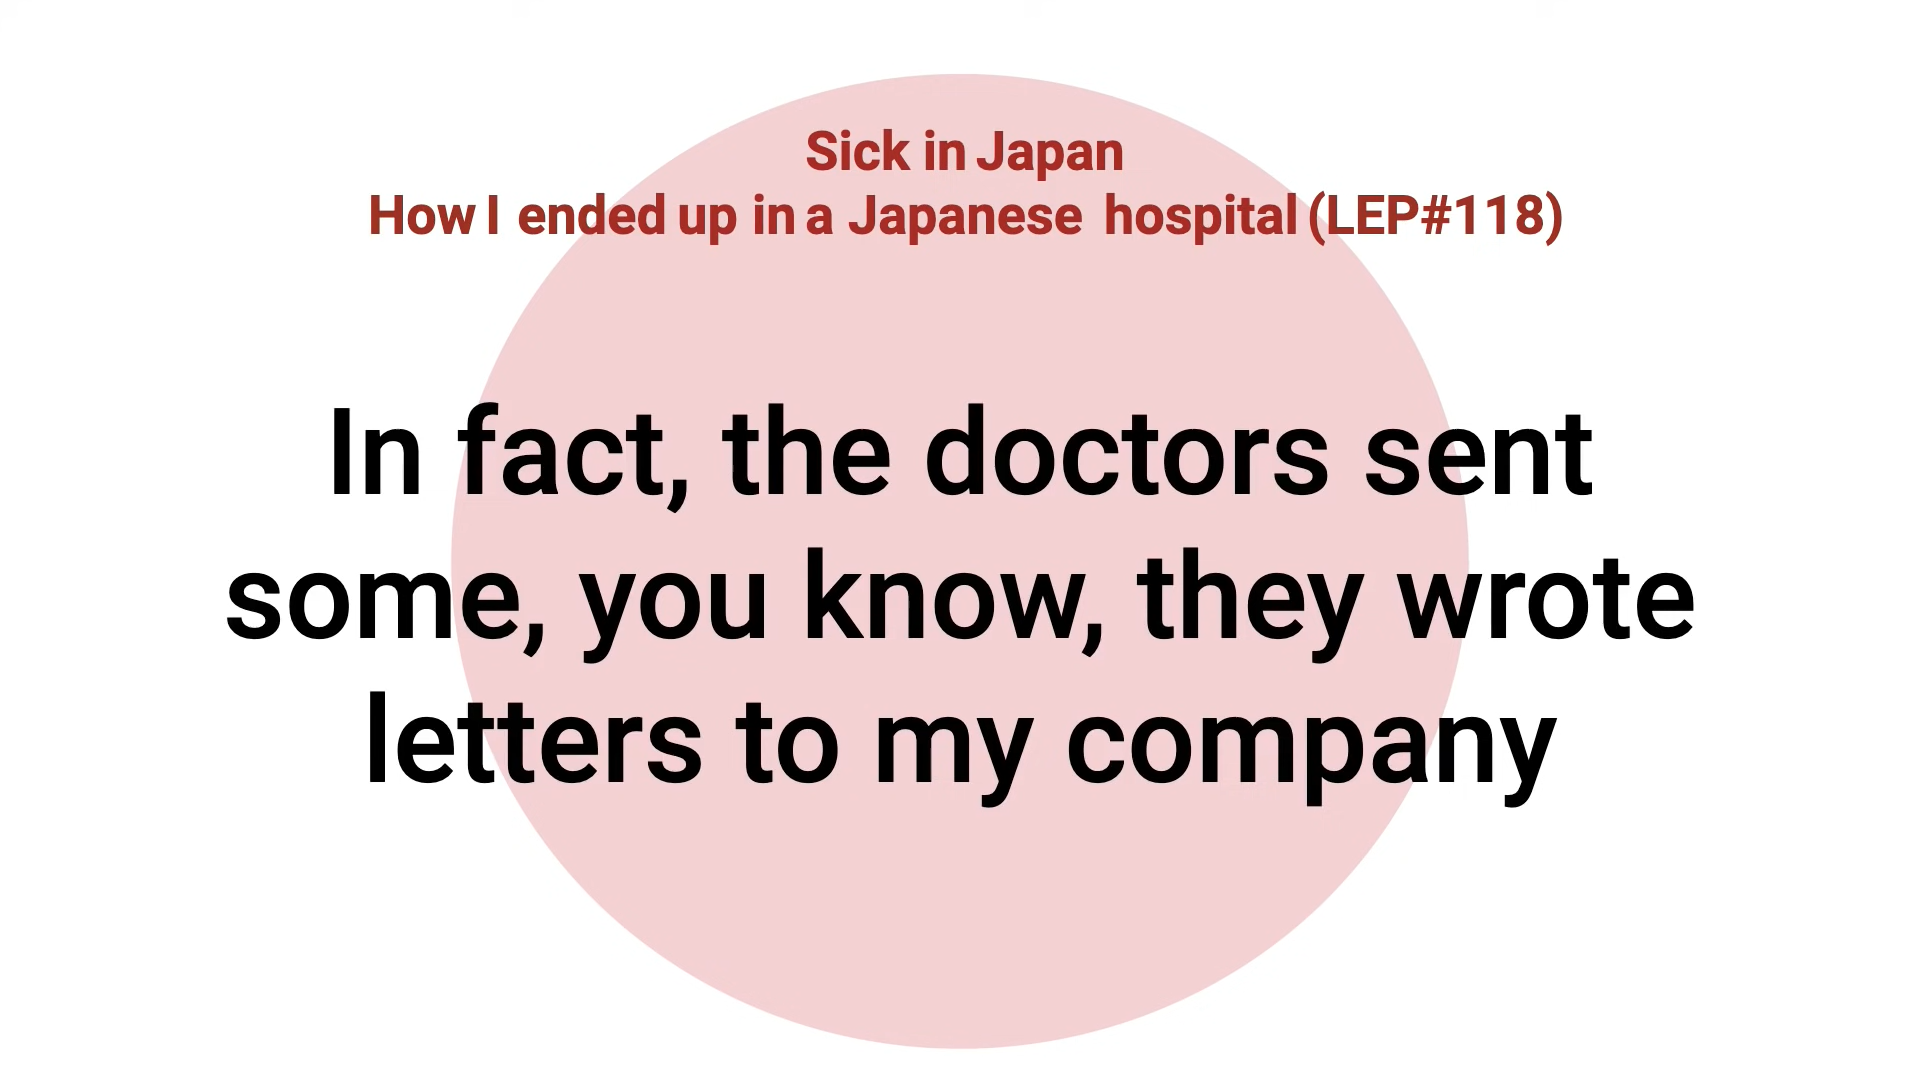 Sick in Japan
How I ended up in a Japanese hospital (LEP#118)
In fact, the doctors sent
some, you know, they wrote
letters to my company